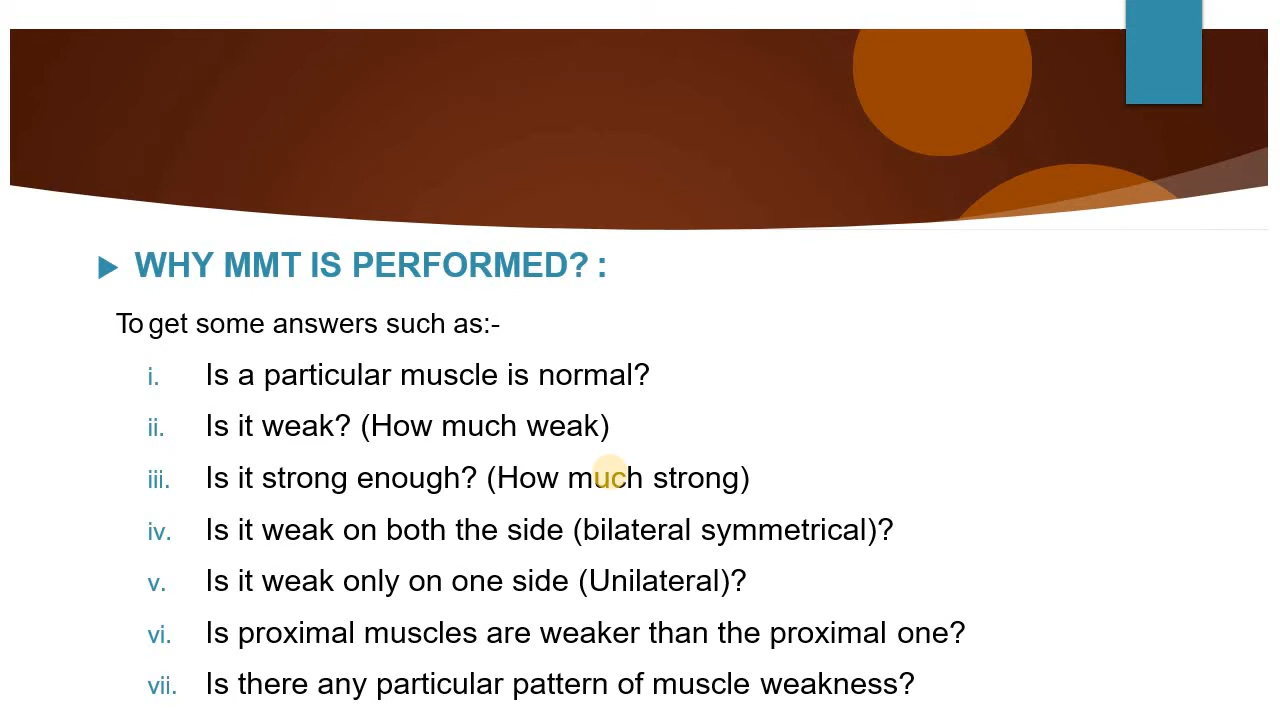 WHY MMT IS PERFORMED? :
To get some answers such as:-
i. Is a particular muscle is normal?
ii. Is it weak? (How much weak)
iii. Is it strong enough? (How much strong)
iv. Is it weak on both the side (bilateral symmetrical)?
v. Is it weak only on one side (Unilateral)?
vi. Is proximal muscles are weaker than the proximal one?
vii. Is there any particular pattern of muscle weakness?